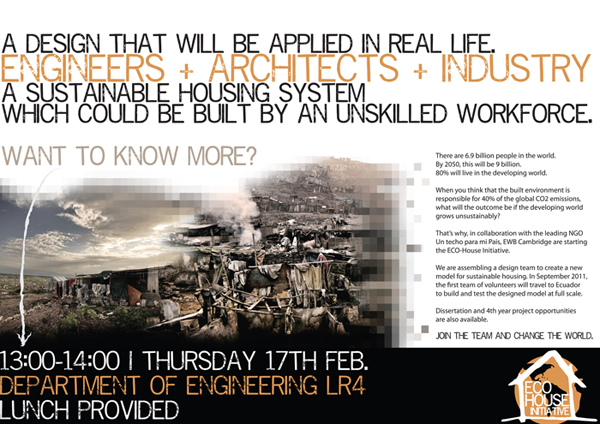 A DESIGN THAT WILL BE APPLIED IN REAL LIFE.
ENGINEERS + ARCHITECTS + INDUSTRY
A SUSTAINABLE HOUSING SYSTEM
WHICH COULD BE BUILT BY AN UNSKILLED WORKFORCE.
WANT TO KNOW MORE?
There are 6.9 billion people in the world.
By 2050, this will be 9 billion.
80% will live in the developing world.
When you think that the built environment is
responsible for 40% of the global CO2 emissions,
what will the outcome be if the developing world
grows unsustainably?
That's why, in collaboration with the leading NGO
Un techo para mi Pais, EWB Cambridge are starting
the ECO-House Initiative.
We are assembling a design team to create a new
model for sustainable housing. In September 2011,
the first team of volunteers will travel to Ecuador
to build and test the designed model at full scale.
Dissertation and 4th year project opportunities
are also available.
JOIN THE TEAM AND CHANGE THE WORLD.
13:00-14:00 | THURSDAY 17TH FEB.
DEPARTMENT OF ENGINEERING LR4
LUNCH PROVIDED
ECO
HOUSE
INITIATIVE